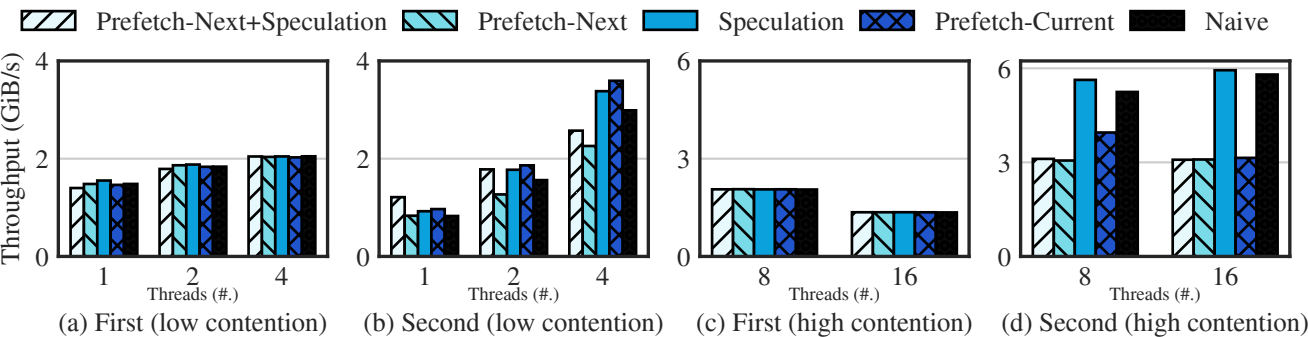 Prefetch-Next+Speculation Prefetch-Next Speculation Prefetch-Current Naive
Throughput (GiB/s)
4
2
0
1 2 4
Threads (#.)
(a) First (low contention)
4
2
0
1 2 4
Threads (#.)
(b) Second (low contention)
6
3
0
8 16
Threads (#.)
(c) First (high contention)
6
3
0
8 16
Threads (#.)
(d) Second (high contention)